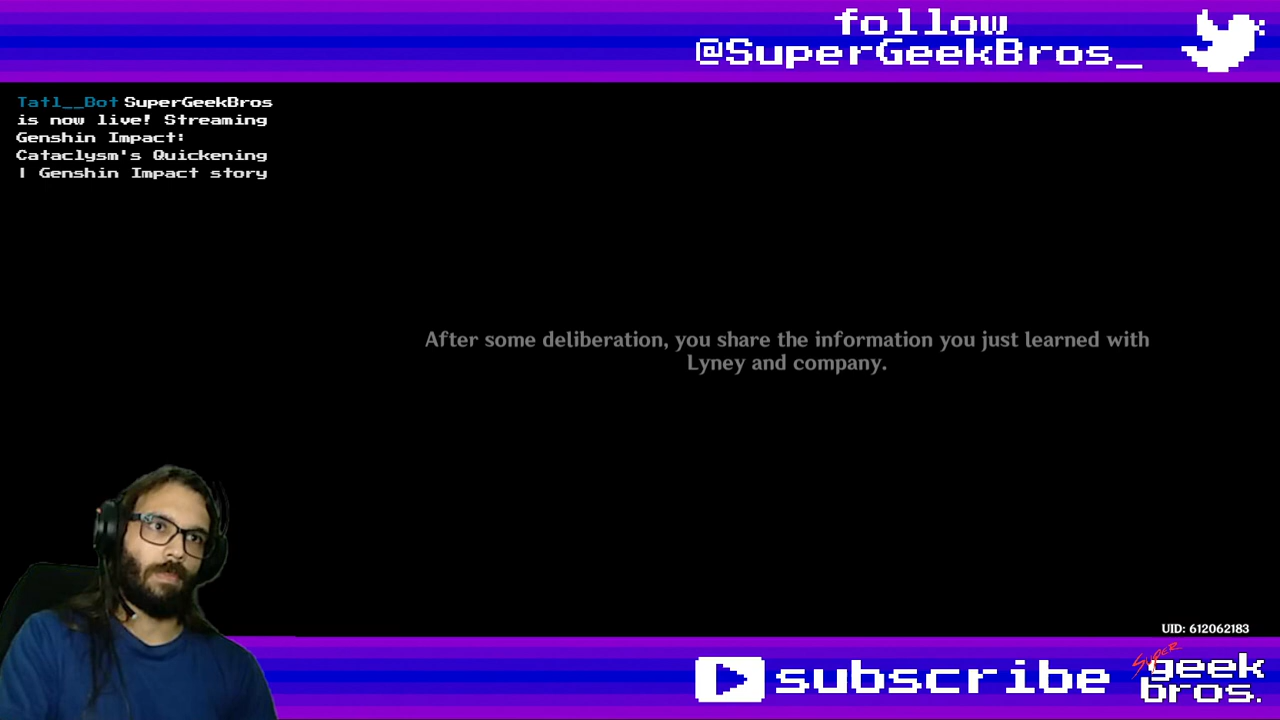 follow
@SuperGeekBros_
Tatl__Bot SuperGeekBros
is now live! Streaming
Genshin Impact:
Cataclysm's Quickening
| Genshin Impact story
After some deliberation, you share the information you just learned with
Lyney and company.
UID: 612062183
subscribe
SUPER
geek
bros.